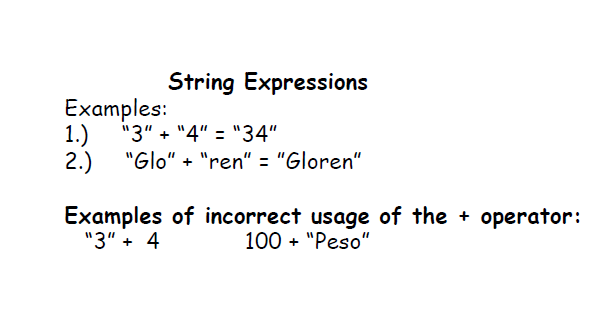 String Expressions
Examples:
1.) “3” + “4” = “34”
2.) “Glo” + “ren” = "Gloren”
Examples of incorrect usage of the + operator:
“3” + 4 100 + “Peso”